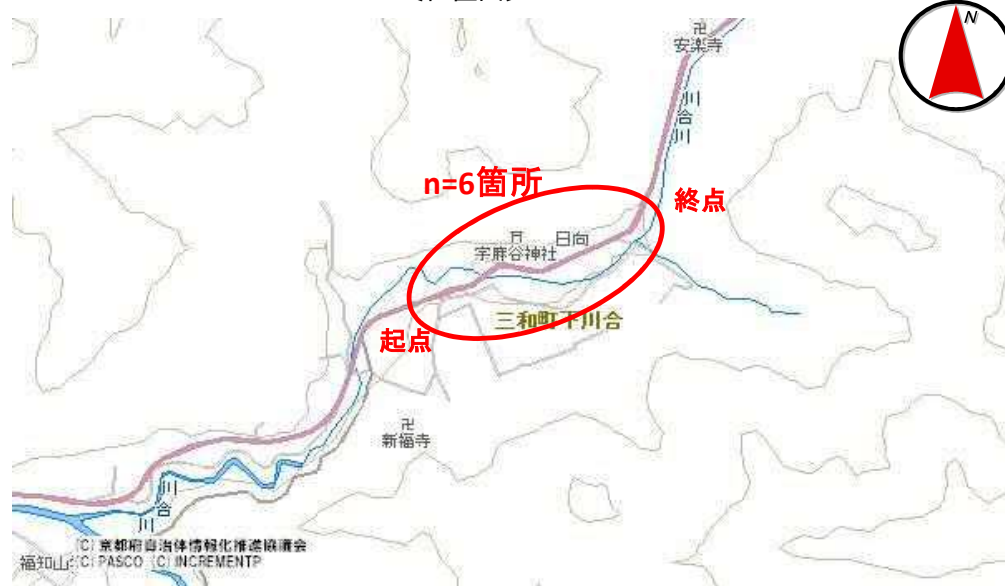 N
卍
安楽寺
川合川
n=6箇所
終点
日向
宇麻谷神社
三和町下川合
起点
卍
新福寺
川合川
(C) 京都府自治体情報化推進協議会
福知山
(C) PASCO (C) INCREMENTP